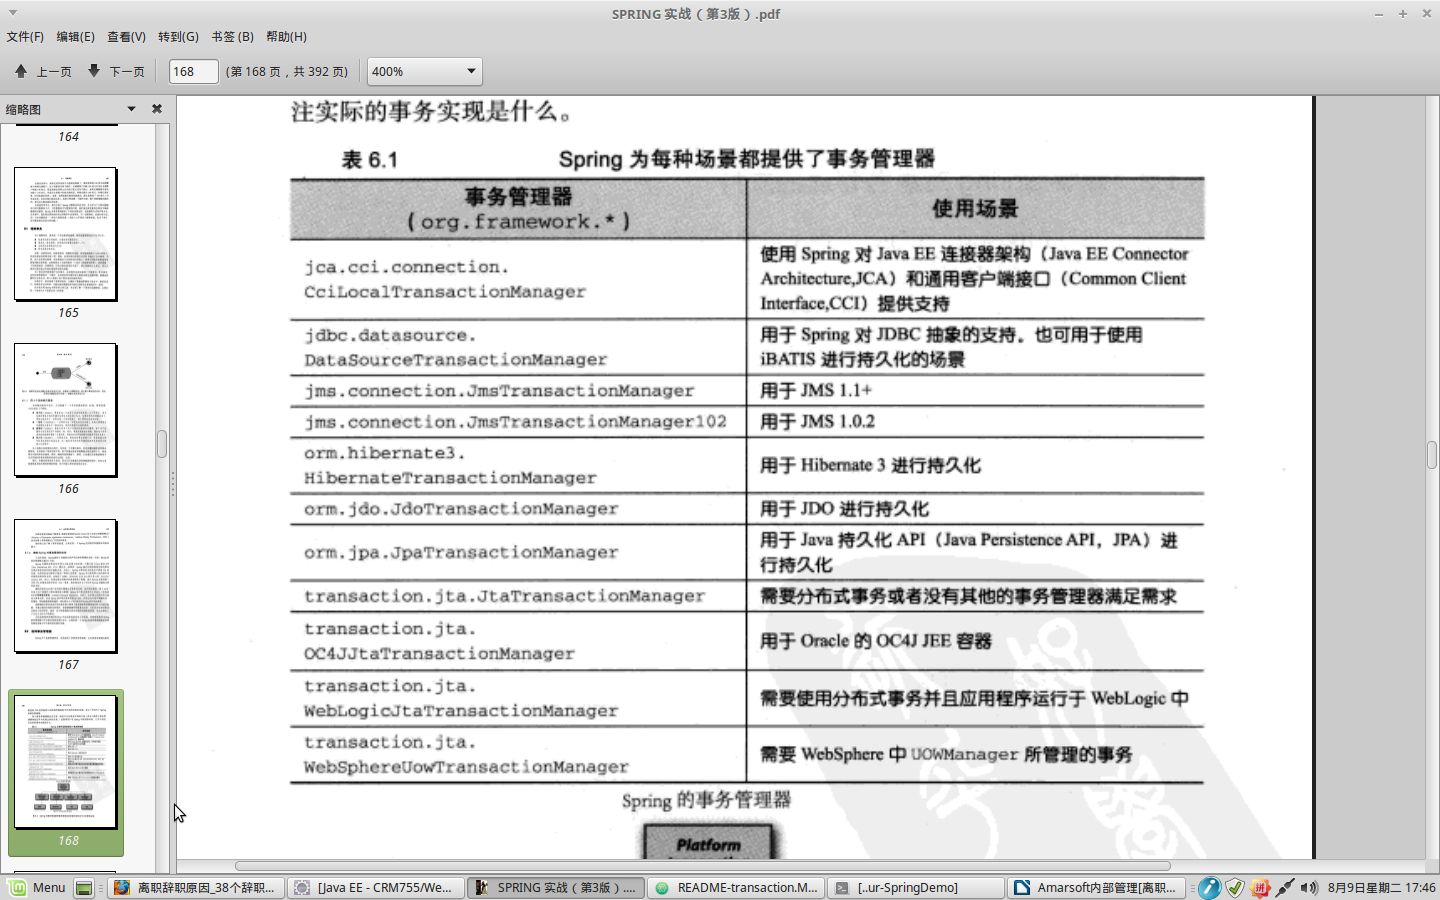 SPRING 实战（第3版）.pdf
文件(F) 编辑(E) 查看(V) 转到(G) 书签 (B) 帮助(H)
上一页 下一页 168 (第 168 页，共 392 页) 400%
缩略图
164
165
166
167
168
注实际的事务实现是什么。
表 6.1 Spring 为每种场景都提供了事务管理器
事务管理器
(org.framework.*)
使用场景
jca.cci.connection.
CciLocalTransactionManager
使用 Spring 对 Java EE 连接器架构（Java EE Connector
Architecture,JCA）和通用客户端接口（Common Client
Interface,CCI）提供支持
jdbc.datasource.
DataSourceTransactionManager
用于 Spring 对 JDBC 抽象的支持。也可用于使用
iBATIS 进行持久化的场景
jms.connection.JmsTransactionManager
用于 JMS 1.1+
jms.connection.JmsTransactionManager102
用于 JMS 1.0.2
orm.hibernate3.
HibernateTransactionManager
用于 Hibernate 3 进行持久化
orm.jdo.JdoTransactionManager
用于 JDO 进行持久化
orm.jpa.JpaTransactionManager
用于 Java 持久化 API（Java Persistence API，JPA）进
行持久化
transaction.jta.JtaTransactionManager
需要分布式事务或者没有其他的事务管理器满足需求
transaction.jta.
OC4JJtaTransactionManager
用于 Oracle 的 OC4J JEE 容器
transaction.jta.
WebLogicJtaTransactionManager
需要使用分布式事务并且应用程序运行于 WebLogic 中
transaction.jta.
WebSphereUowTransactionManager
需要 WebSphere 中 UOWManager 所管理的事务
Spring 的事务管理器
Platform
Menu 离职辞职原因_38个辞职... [Java EE - CRM755/We... SPRING 实战（第3版）.... README-transaction.M... [..ur-SpringDemo] Amarsoft内部管理[离职... 拼 8月9日星期二 17:46